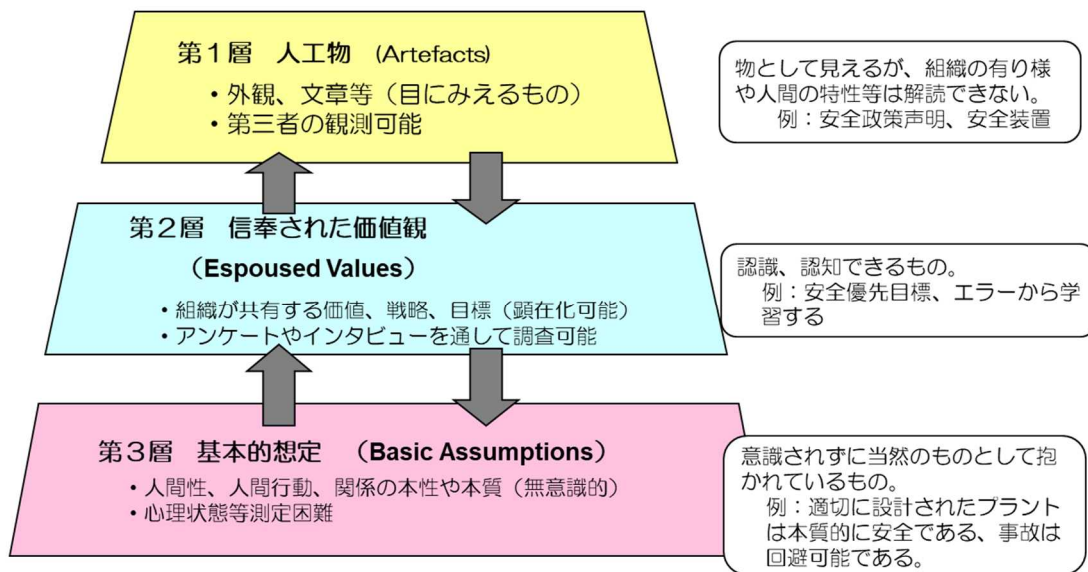 第１層 人工物 (Artefacts)
・外観、文章等（目にみえるもの）
・第三者の観測可能
物として見えるが、組織の有り様
や人間の特性等は解読できない。
例：安全政策声明、安全装置
第２層 信奉された価値観
（Espoused Values）
・組織が共有する価値、戦略、目標（顕在化可能）
・アンケートやインタビューを通して調査可能
認識、認知できるもの。
例：安全優先目標、エラーから学
習する
第３層 基本的想定 （Basic Assumptions）
・人間性、人間行動、関係の本性や本質（無意識的）
・心理状態等測定困難
意識されずに当然のものとして抱
かれているもの。
例：適切に設計されたプラント
は本質的に安全である、事故は
回避可能である。